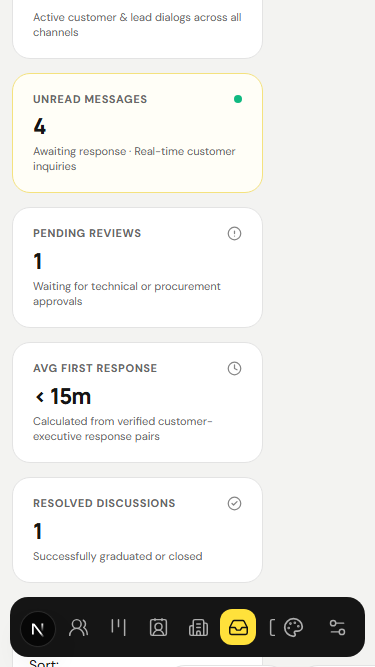 Active customer & lead dialogs across all
channels
UNREAD MESSAGES
4
Awaiting response · Real-time customer
inquiries
PENDING REVIEWS
1
Waiting for technical or procurement
approvals
AVG FIRST RESPONSE
< 15m
Calculated from verified customer-
executive response pairs
RESOLVED DISCUSSIONS
1
Successfully graduated or closed
N
Sort: